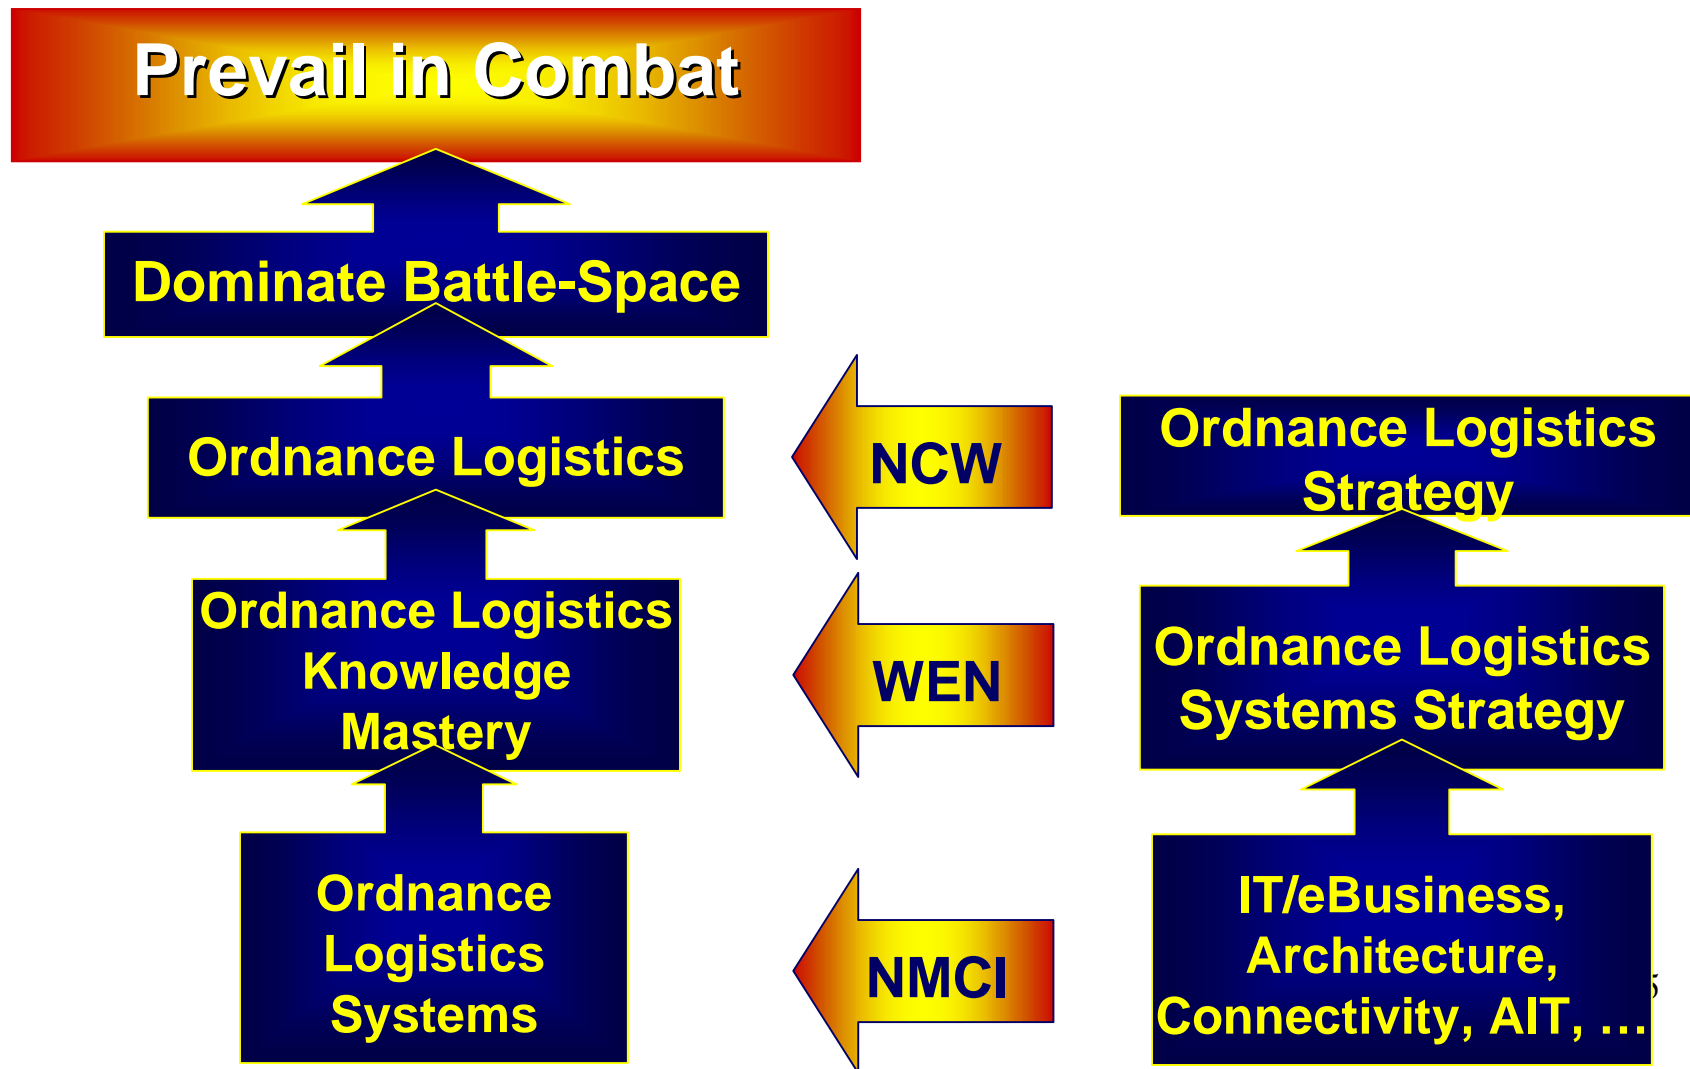 Prevail in Combat
Dominate Battle-Space
Ordnance Logistics
NCW
Ordnance Logistics
Strategy
Ordnance Logistics
Knowledge
Mastery
WEN
Ordnance Logistics
Systems Strategy
Ordnance
Logistics
Systems
NMCI
IT/eBusiness,
Architecture,
Connectivity, AIT, …